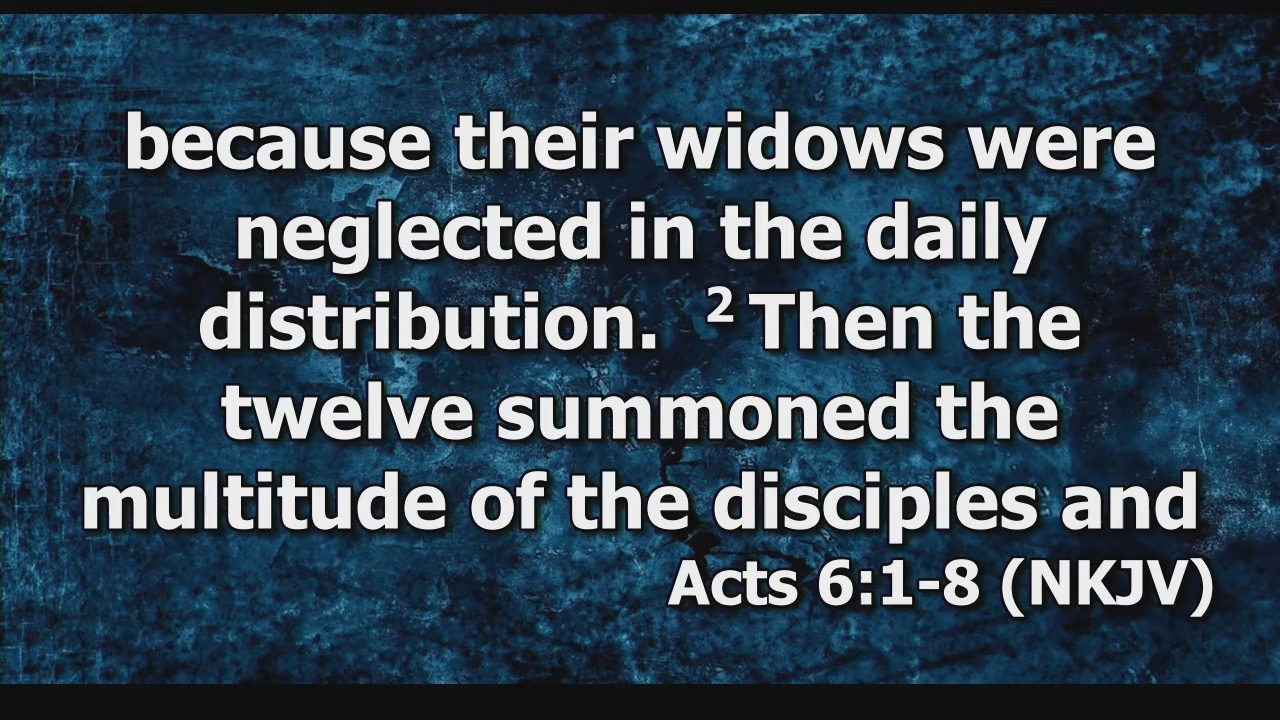 because their widows were
neglected in the daily
distribution. ² Then the
twelve summoned the
multitude of the disciples and
Acts 6:1-8 (NKJV)